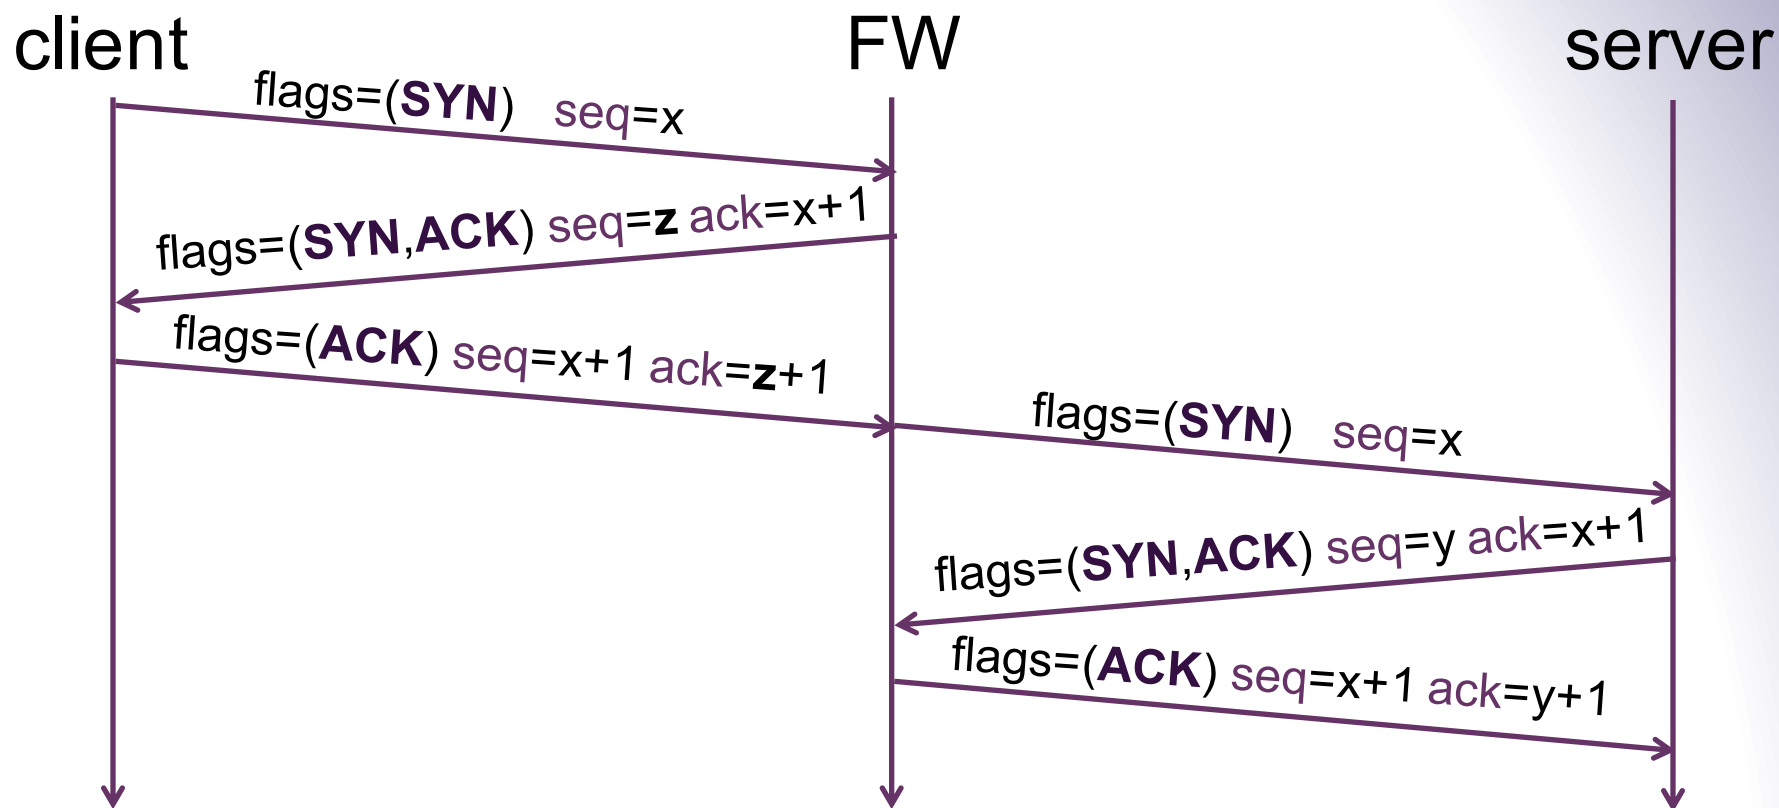 client FW server
flags=(SYN) seq=x
flags=(SYN,ACK) seq=z ack=x+1
flags=(ACK) seq=x+1 ack=z+1
flags=(SYN) seq=x
flags=(SYN,ACK) seq=y ack=x+1
flags=(ACK) seq=x+1 ack=y+1